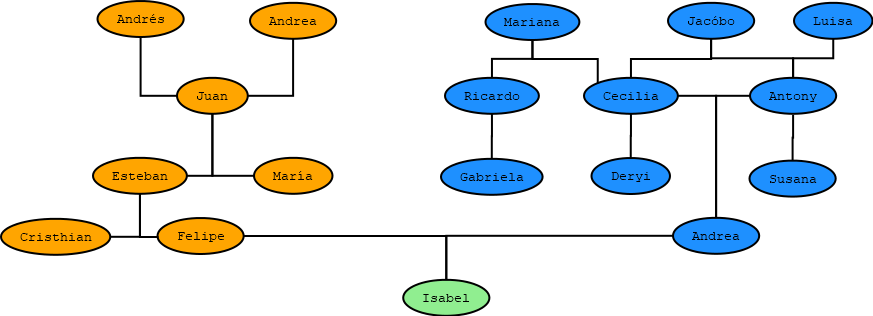 Andrés
Andrea
Mariana
Jacóbo
Luisa
Juan
Ricardo
Cecilia
Antony
Esteban
María
Gabriela
Deryi
Susana
Cristhian
Felipe
Andrea
Isabel